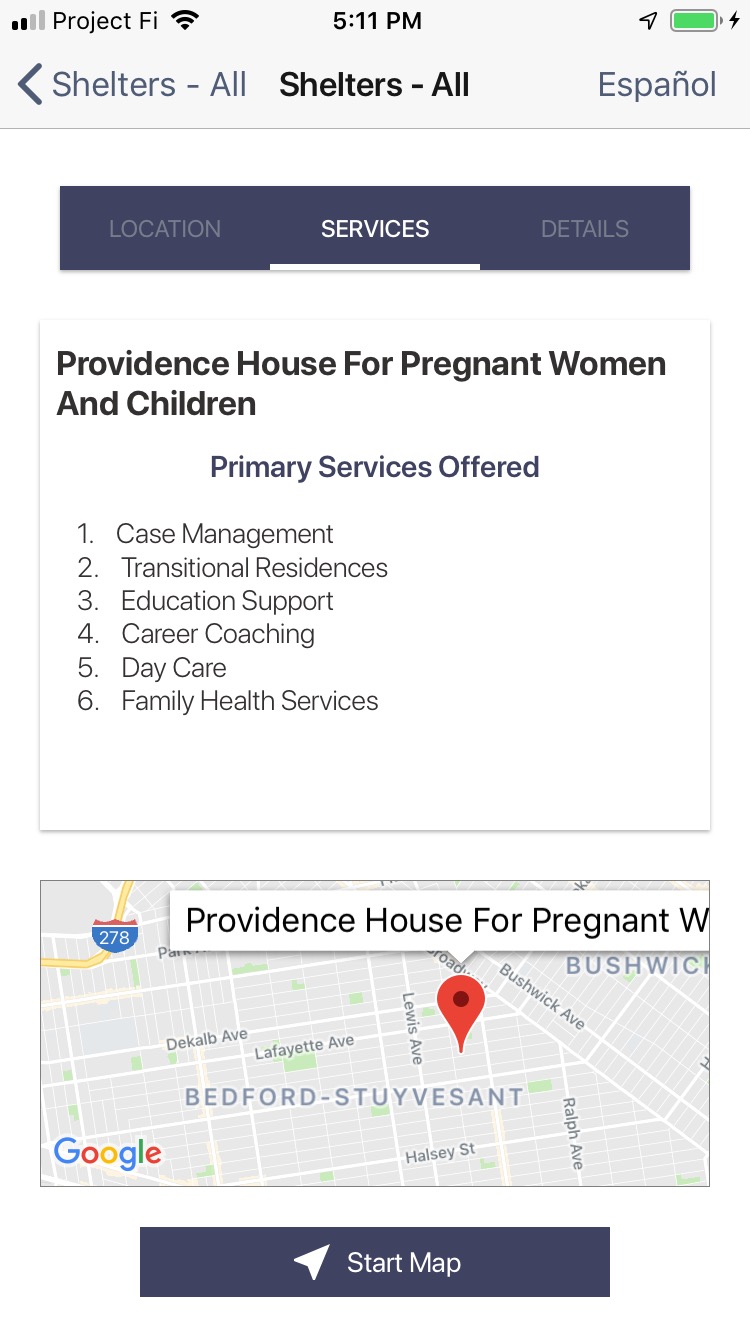 Project Fi 5:11 PM
Shelters - All Shelters - All Español
LOCATION SERVICES DETAILS
Providence House For Pregnant Women
And Children
Primary Services Offered
1. Case Management
2. Transitional Residences
3. Education Support
4. Career Coaching
5. Day Care
6. Family Health Services
Providence House For Pregnant W
278
BUSHWICK
Bushwick Ave
Lewis Ave
Dekalb Ave
Lafayette Ave
BEDFORD-STUYVESANT
Ralph Ave
Halsey St
Google
Start Map